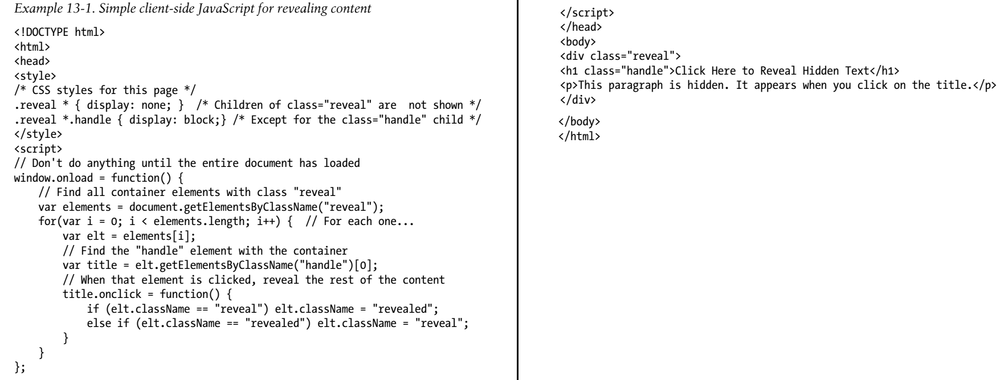 Example 13-1. Simple client-side JavaScript for revealing content
<!DOCTYPE html>
<html>
<head>
<style>
/* CSS styles for this page */
.reveal * { display: none; }  /* Children of class="reveal" are  not shown */
.reveal *.handle { display: block;} /* Except for the class="handle" child */
</style>
<script>
// Don't do anything until the entire document has loaded
window.onload = function() {
    // Find all container elements with class "reveal"
    var elements = document.getElementsByClassName("reveal");
    for(var i = 0; i < elements.length; i++) {  // For each one...
        var elt = elements[i];
        // Find the "handle" element with the container
        var title = elt.getElementsByClassName("handle")[0];
        // When that element is clicked, reveal the rest of the content
        title.onclick = function() {
            if (elt.className == "reveal") elt.className = "revealed";
            else if (elt.className == "revealed") elt.className = "reveal";
        }
    }
};
</script>
</head>
<body>
<div class="reveal">
<h1 class="handle">Click Here to Reveal Hidden Text</h1>
<p>This paragraph is hidden. It appears when you click on the title.</p>
</div>
</body>
</html>